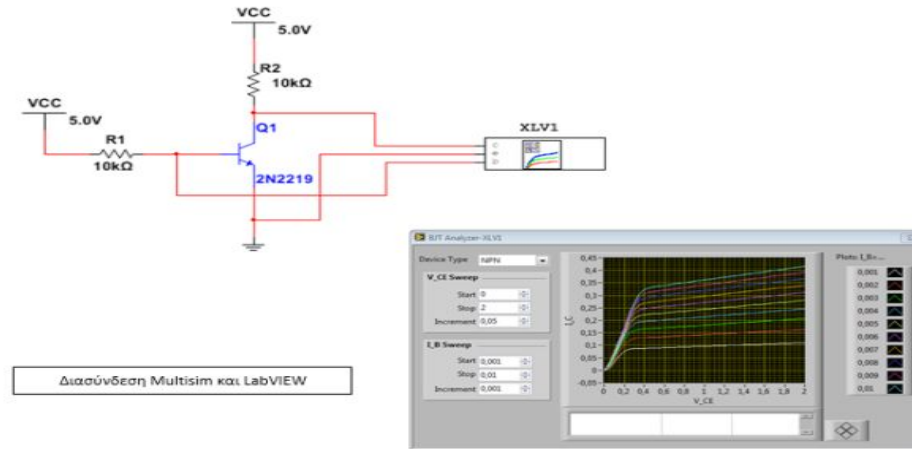 VCC
5.0V
R2
10kΩ
VCC
5.0V
R1
10kΩ
Q1
2N2219
XLV1
BJT Analyzer-XLV1
Device Type NPN
V_CE Sweep
Start 0
Stop 2
Increment 0,05
I_B Sweep
Start 0,001
Stop 0,01
Increment 0,001
0,45
0,4
0,35
0,3
0,25
0,2
0,15
0,1
0,05
0
-0,05
I_C
0 0,2 0,4 0,6 0,8 1 1,2 1,4 1,6 1,8 2
V_CE
Plots: I_B=...
0,001
0,002
0,003
0,004
0,005
0,006
0,007
0,008
0,009
0,01
Διασύνδεση Multisim και LabVIEW